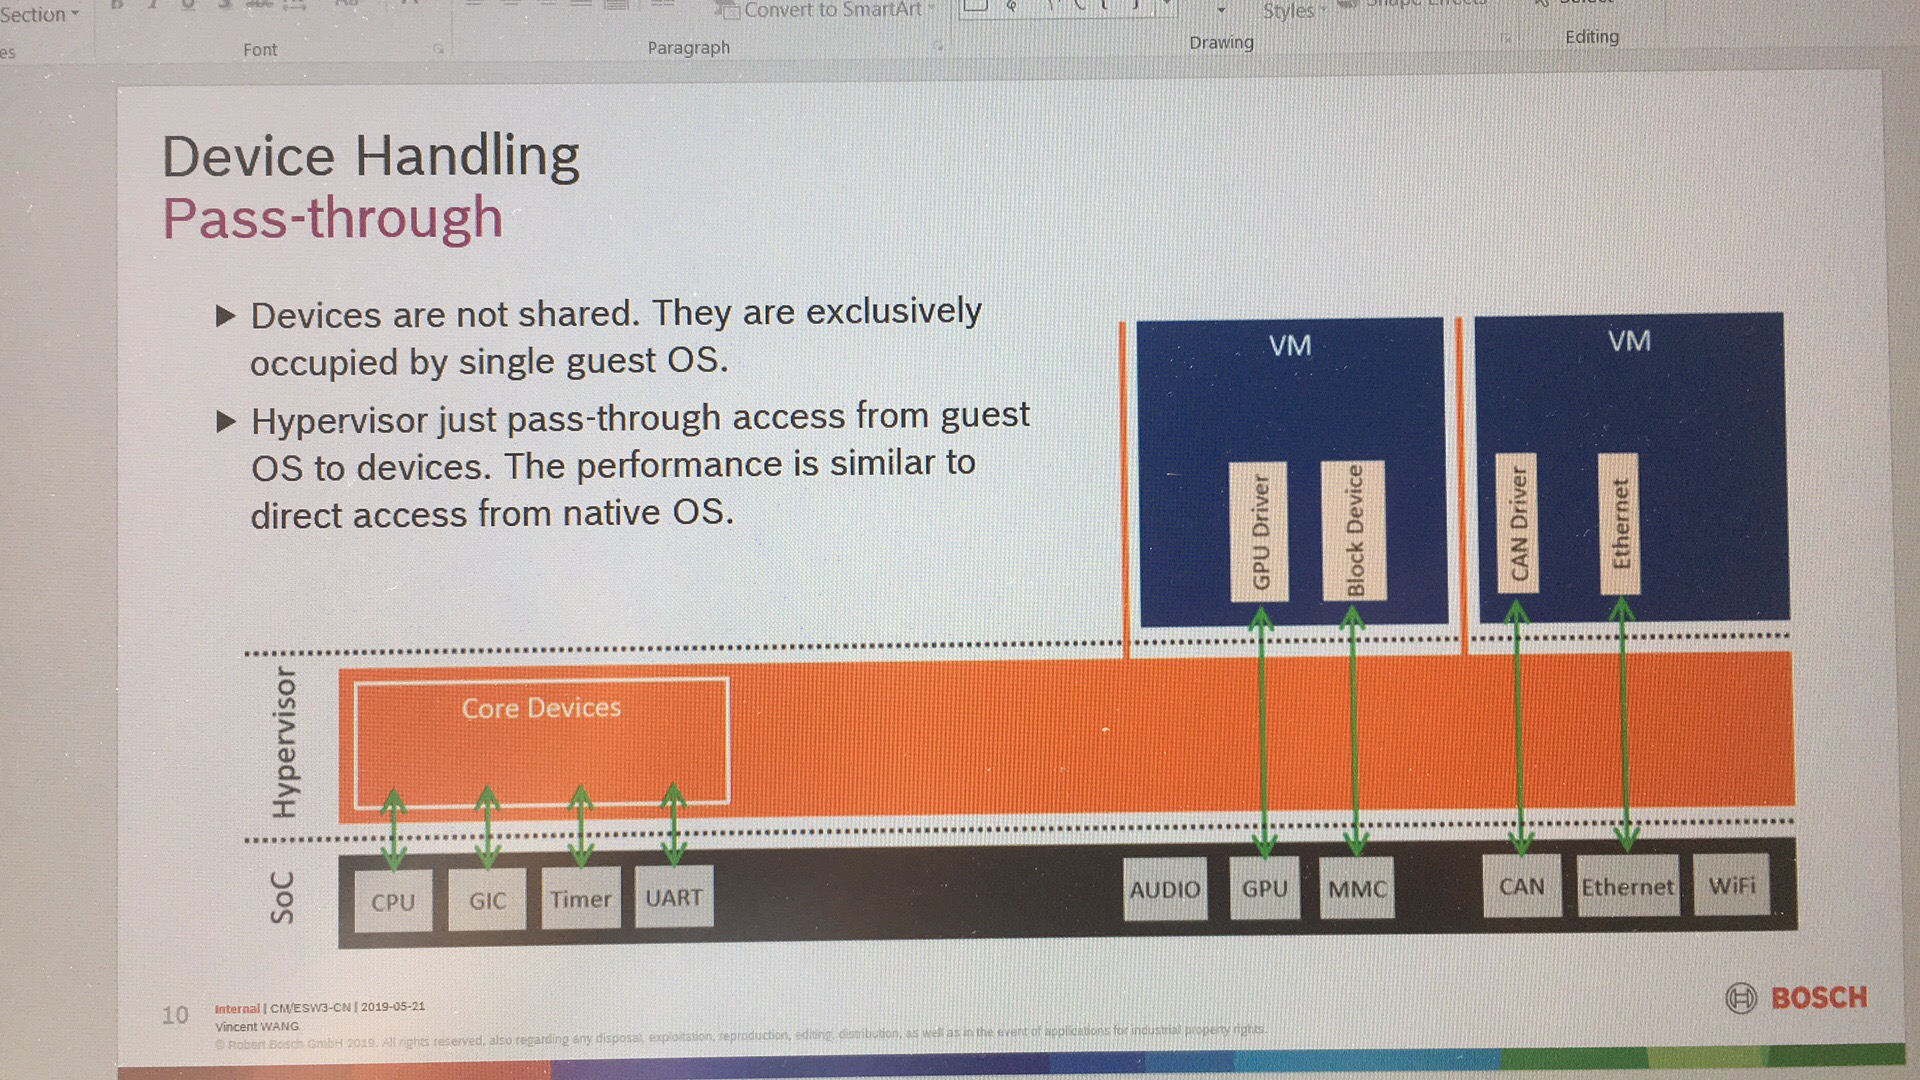 Section
Convert to SmartArt
Styles
es
Font
Paragraph
Drawing
Editing
Device Handling
Pass-through
Devices are not shared. They are exclusively
occupied by single guest OS.
Hypervisor just pass-through access from guest
OS to devices. The performance is similar to
direct access from native OS.
VM
VM
GPU Driver
Block Device
CAN Driver
Ethernet
Hypervisor
Core Devices
SoC
CPU
GIC
Timer
UART
AUDIO
GPU
MMC
CAN
Ethernet
WiFi
10
Internal | CM/ESW3-CN | 2019-05-21
Vincent WANG
© Robert Bosch GmbH 2019. All rights reserved, also regarding any disposal, exploitation, reproduction, editing, distribution, as well as in the event of applications for industrial property rights.
BOSCH